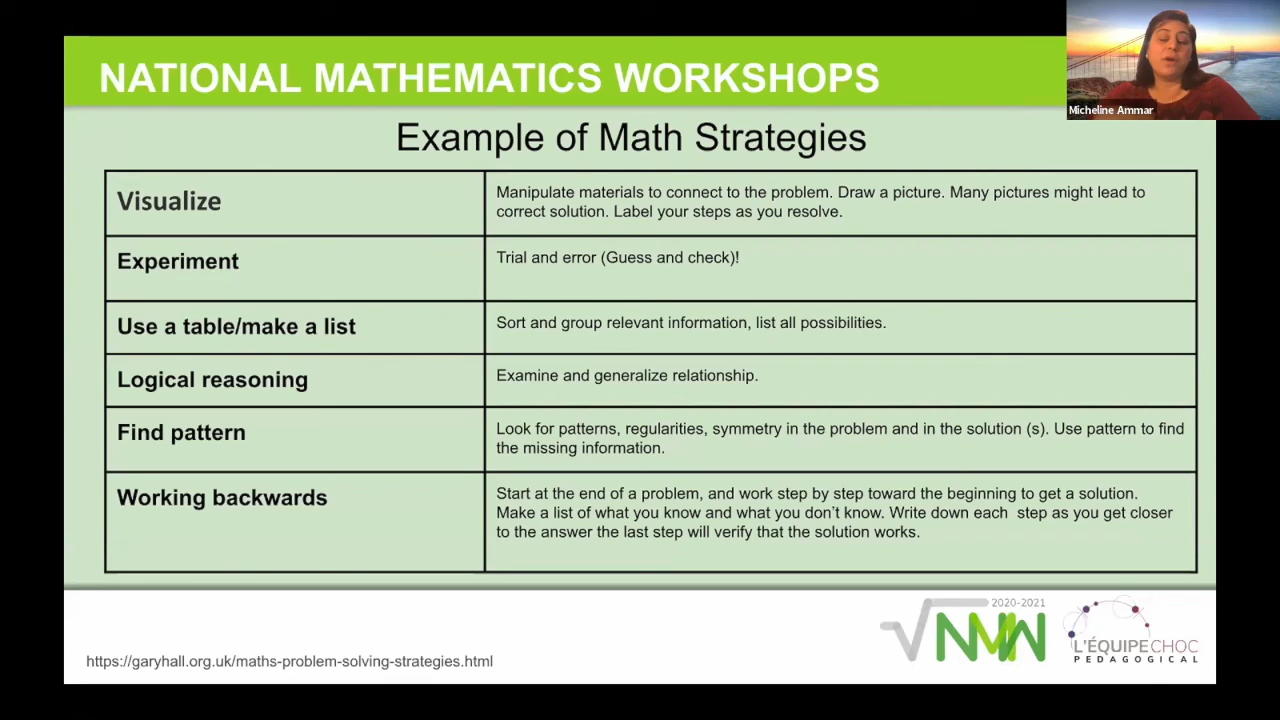 NATIONAL MATHEMATICS WORKSHOPS
Micheline Ammar
Example of Math Strategies
Visualize
Manipulate materials to connect to the problem. Draw a picture. Many pictures might lead to
correct solution. Label your steps as you resolve.
Experiment
Trial and error (Guess and check)!
Use a table/make a list
Sort and group relevant information, list all possibilities.
Logical reasoning
Examine and generalize relationship.
Find pattern
Look for patterns, regularities, symmetry in the problem and in the solution (s). Use pattern to find
the missing information.
Working backwards
Start at the end of a problem, and work step by step toward the beginning to get a solution.
Make a list of what you know and what you don’t know. Write down each  step as you get closer
to the answer the last step will verify that the solution works.
https://garyhall.org.uk/maths-problem-solving-strategies.html
2020-2021
√NMW
L'ÉQUIPECHOC
PEDAGOGICAL